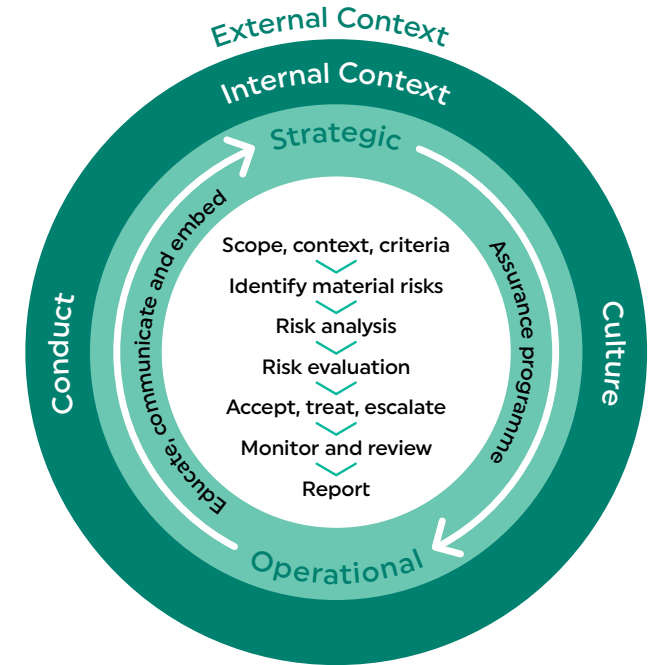 External Context
Internal Context
Strategic
Conduct
Educate, communicate and embed
Scope, context, criteria
Identify material risks
Risk analysis
Risk evaluation
Accept, treat, escalate
Monitor and review
Report
Assurance programme
Culture
Operational